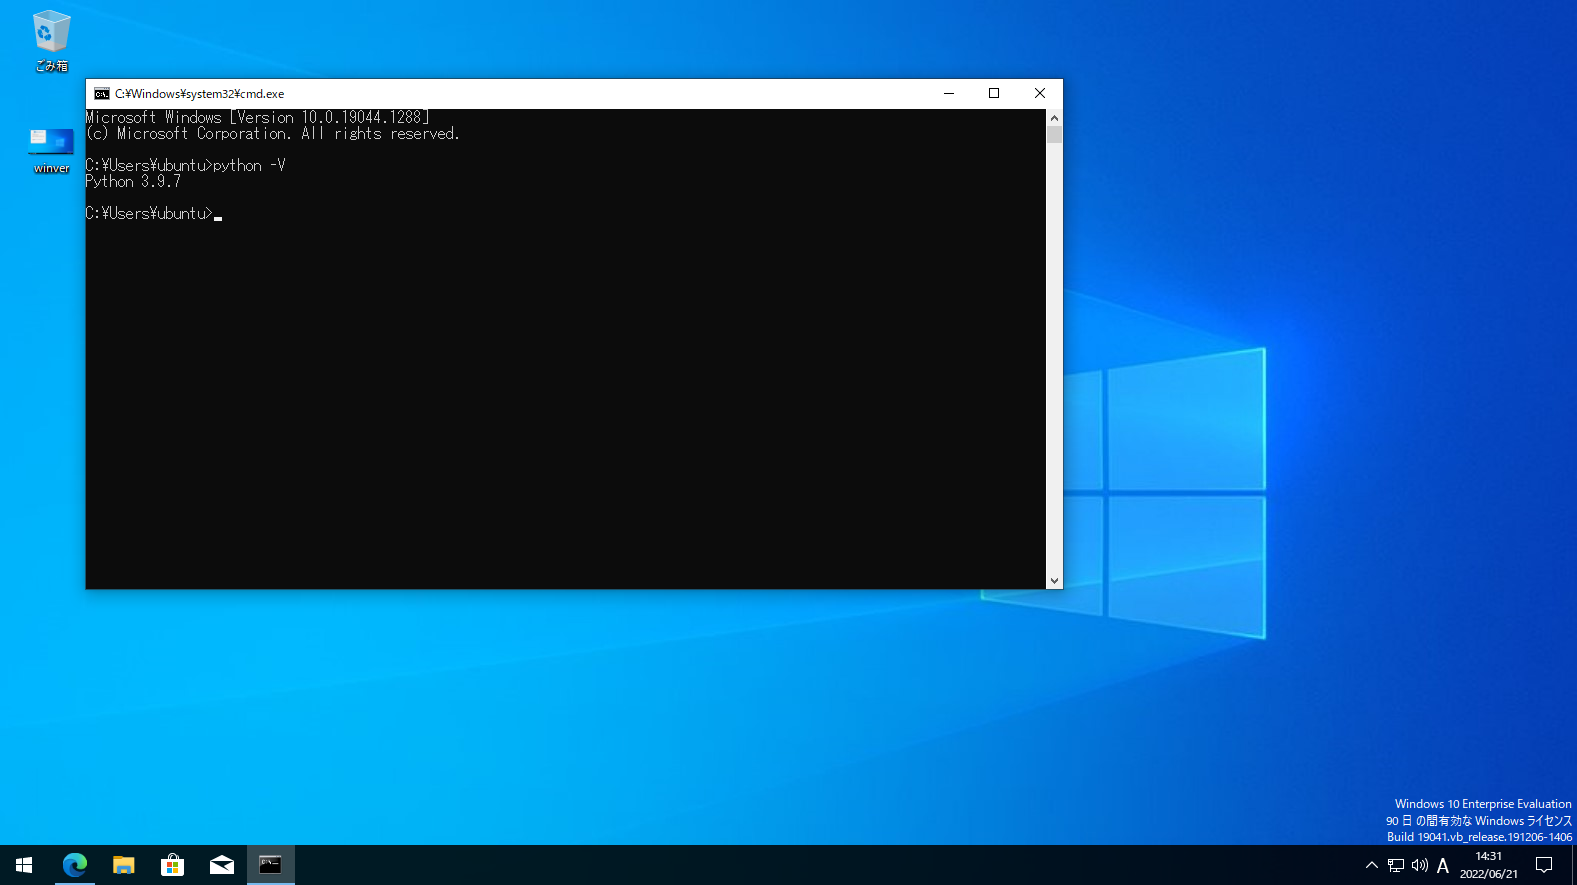 ごみ箱
winver
C:¥Windows¥system32¥cmd.exe
Microsoft Windows [Version 10.0.19044.1288]
(c) Microsoft Corporation. All rights reserved.
C:¥Users¥ubuntu>python -V
Python 3.9.7
C:¥Users¥ubuntu>
Windows 10 Enterprise Evaluation
90 日 の間有効な Windows ライセンス
Build 19041.vb_release.191206-1406
A
14:31
2022/06/21